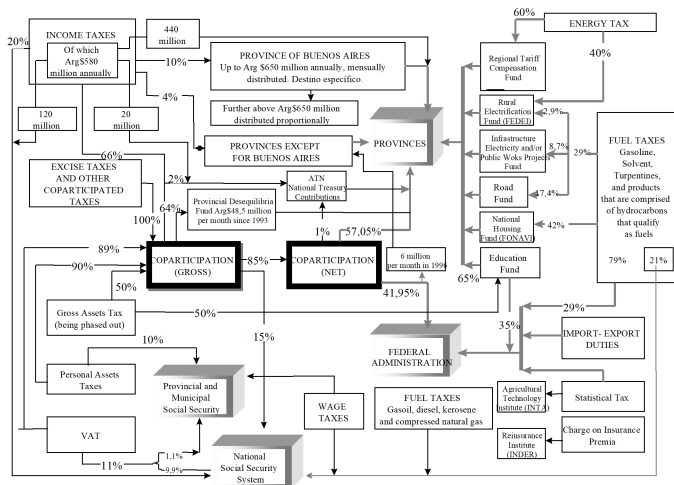 20%
INCOME TAXES
Of which
Arg$580
million annually
440
million
10%
4%
120
million
20
million
66%
2%
PROVINCE OF BUENOS AIRES
Up to Arg $650 million annually, mensually
distributed. Destino especifico.
Further above Arg$650 million
distributed proportionally
PROVINCES EXCEPT
FOR BUENOS AIRES
PROVINCES
60%
ENERGY TAX
40%
Regional Tariff
Compensation
Fund
Rural
Electrification
Fund (FEDEI)
2,9%
Infrastructure
Electricity and/or
Public Woks Projects
Fund
8,7%
29%
Road
Fund
47,4%
National
Housing
Fund (FONAVI)
42%
Education
Fund
65%
FUEL TAXES
Gasoline,
Solvent,
Turpentines,
and products
that are comprised
of hydrocarbons
that qualify
as fuels
79%
21%
EXCISE TAXES
AND OTHER
COPARTICIPATED
TAXES
100%
64%
Provincial Desequilibria
Fund Arg$48,5 million
per month since 1993
ATN
National Treasury
Contributions
1%
57,05%
89%
90%
50%
COPARTICIPATION
(GROSS)
85%
COPARTICIPATION
(NET)
6 million
per month in 1996
41,95%
Gross Assets Tax
(being phased out)
50%
15%
35%
29%
FEDERAL
ADMINISTRATION
IMPORT- EXPORT
DUTIES
10%
Personal Assets
Taxes
Provincial and
Municipal
Social Security
WAGE
TAXES
FUEL TAXES
Gasoil, diesel, kerosene
and compressed natural gas
Agricultural
Technology
Institute (INTA)
Statistical Tax
Reinsurance
Institute
(INDER)
Charge on Insurance
Premia
VAT
11%
1,1%
9,9%
National
Social Security
System